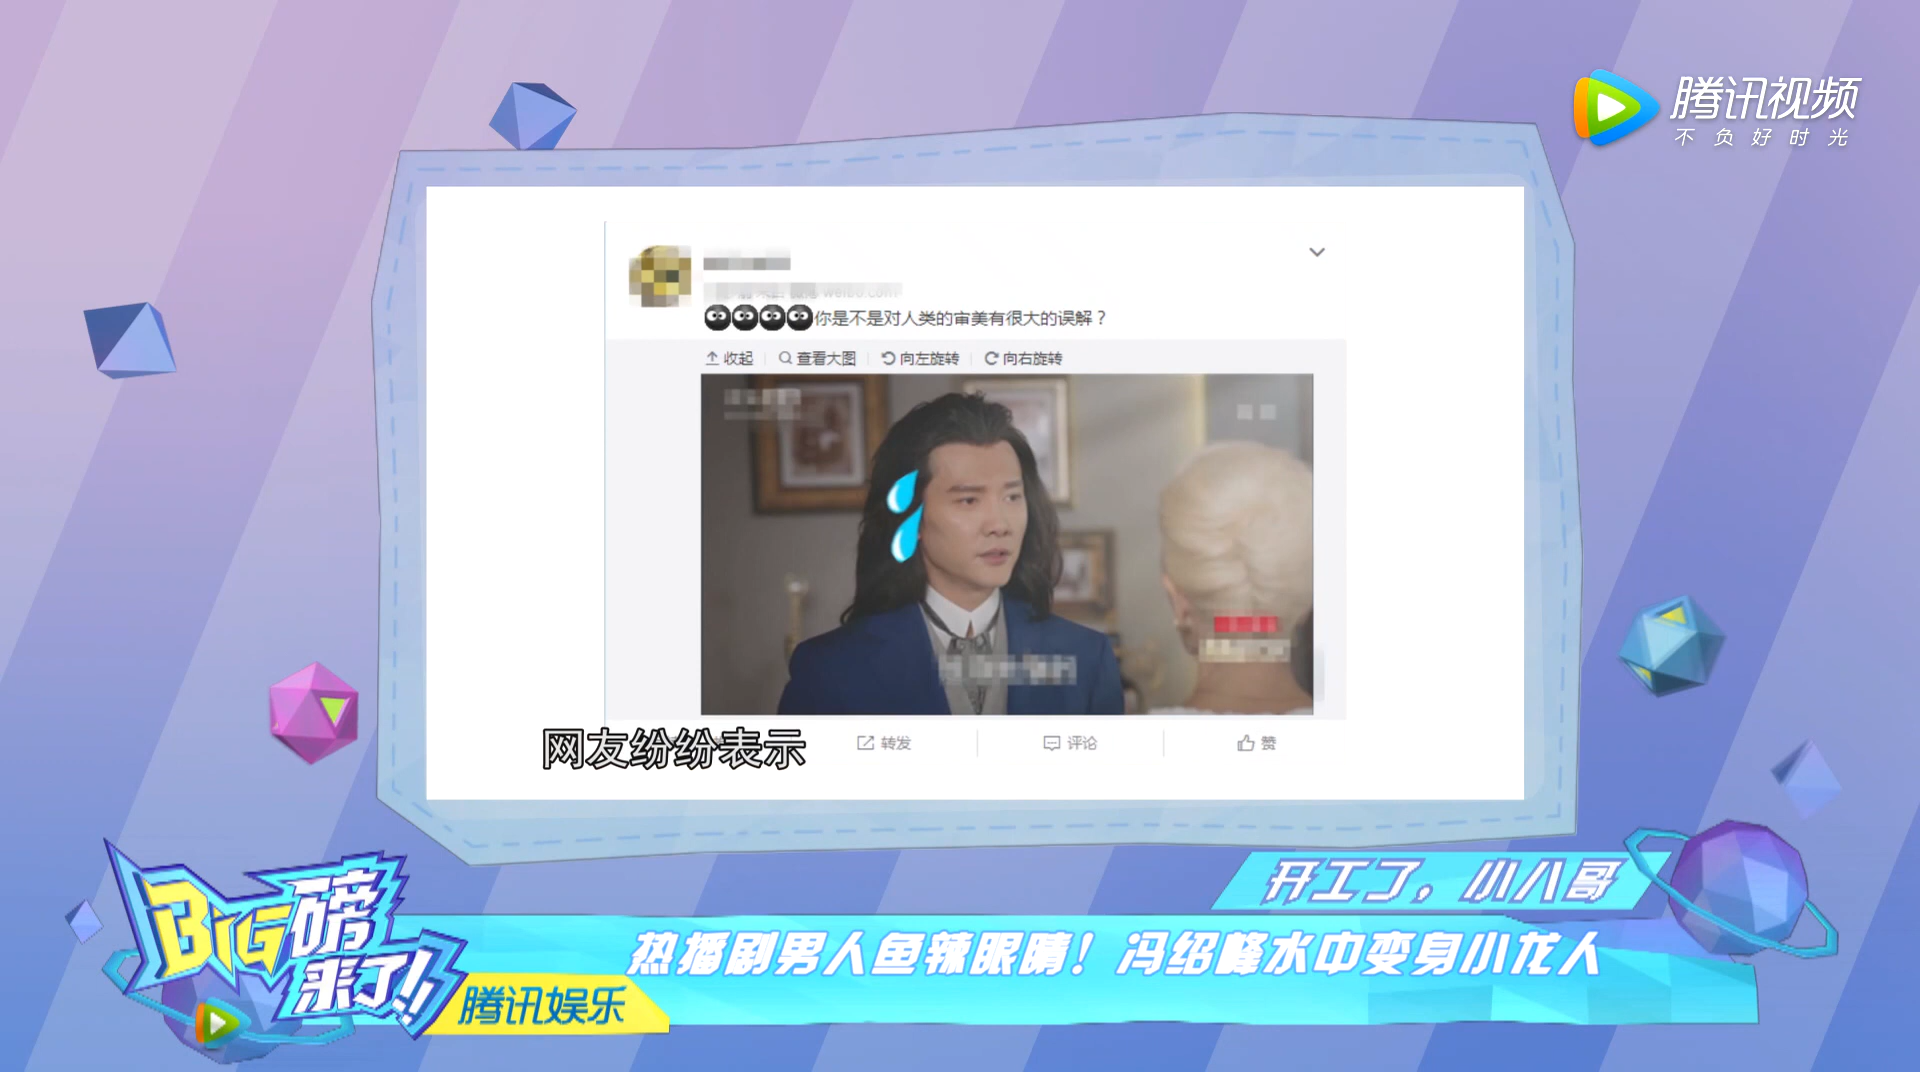 腾讯视频
不负好时光
weibo.com
你是不是对人类的审美有很大的误解？
收起 查看大图 向左旋转 向右旋转
网友纷纷表示
转发 评论 赞
开工了，小八哥
BIG磅来了!!
热播剧男人鱼辣眼睛！冯绍峰水中变身小龙人
腾讯娱乐